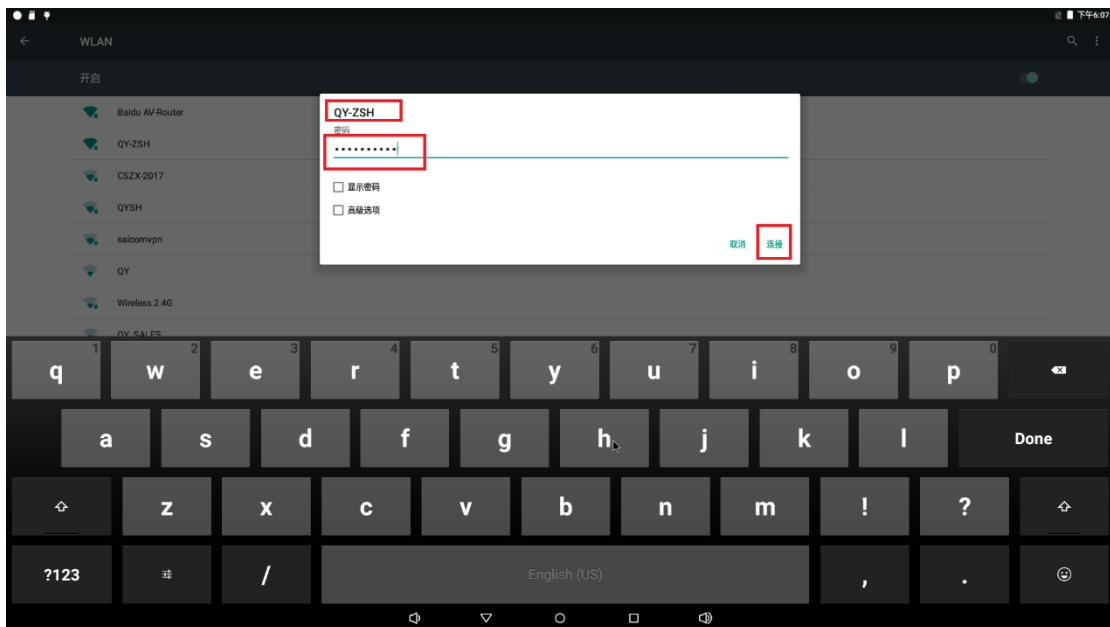 下午6:07
WLAN
开启
Baidu AV-Router
QY-ZSH
CSZX-2017
QYSH
saicomvpn
QY
Wireless 2.4G
QY_SALES
QY-ZSH
密码
••••••••••
显示密码
高级选项
取消 连接
1 2 3 4 5 6 7 8 9 0
q w e r t y u i o p
a s d f g h j k l Done
z x c v b n m ! ?
?123 / English (US) , .